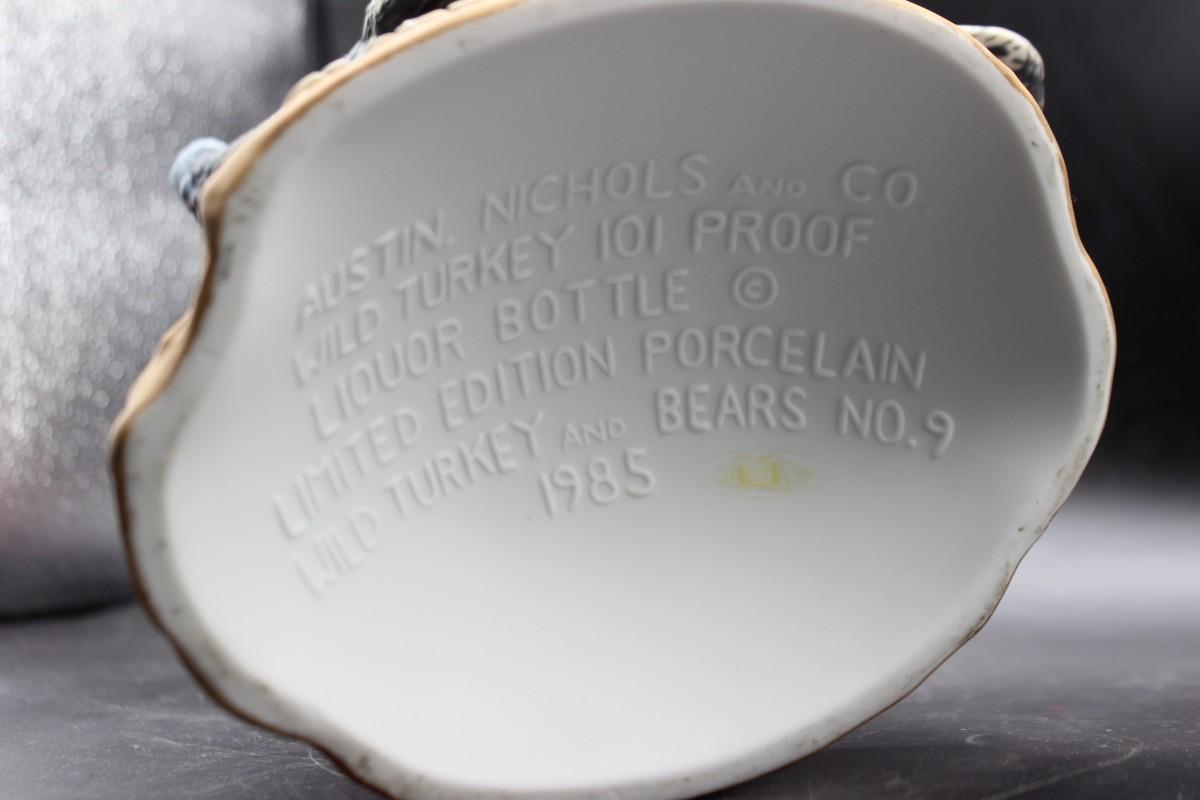 AUSTIN, NICHOLS AND CO.
WILD TURKEY 101 PROOF
LIQUOR BOTTLE ©
LIMITED EDITION PORCELAIN
WILD TURKEY AND BEARS NO. 9
1985